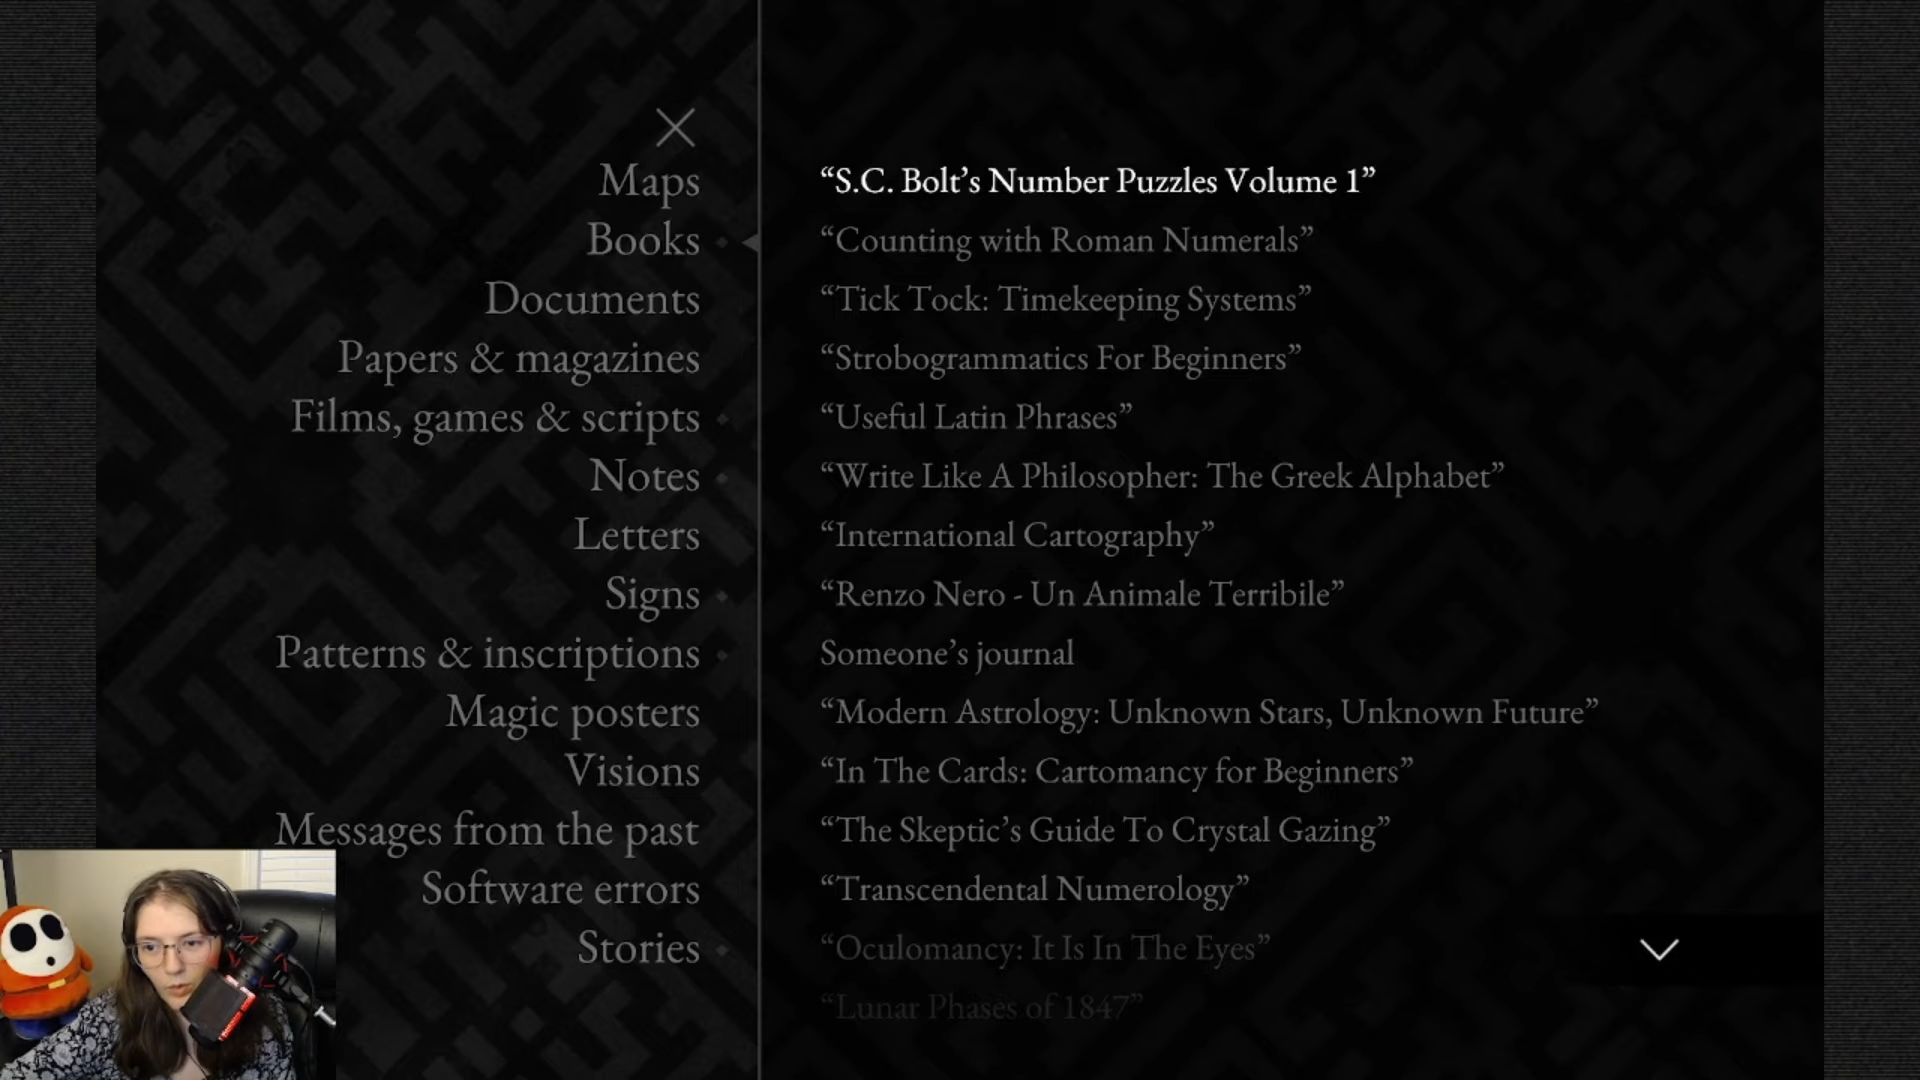 Maps
Books
Documents
Papers & magazines
Films, games & scripts
Notes
Letters
Signs
Patterns & inscriptions
Magic posters
Visions
Messages from the past
Software errors
Stories
“S.C. Bolt’s Number Puzzles Volume 1”
“Counting with Roman Numerals”
“Tick Tock: Timekeeping Systems”
“Strobogrammatics For Beginners”
“Useful Latin Phrases”
“Write Like A Philosopher: The Greek Alphabet”
“International Cartography”
“Renzo Nero - Un Animale Terribile”
Someone’s journal
“Modern Astrology: Unknown Stars, Unknown Future”
“In The Cards: Cartomancy for Beginners”
“The Skeptic’s Guide To Crystal Gazing”
“Transcendental Numerology”
“Oculomancy: It Is In The Eyes”
“Lunar Phases of 1847”